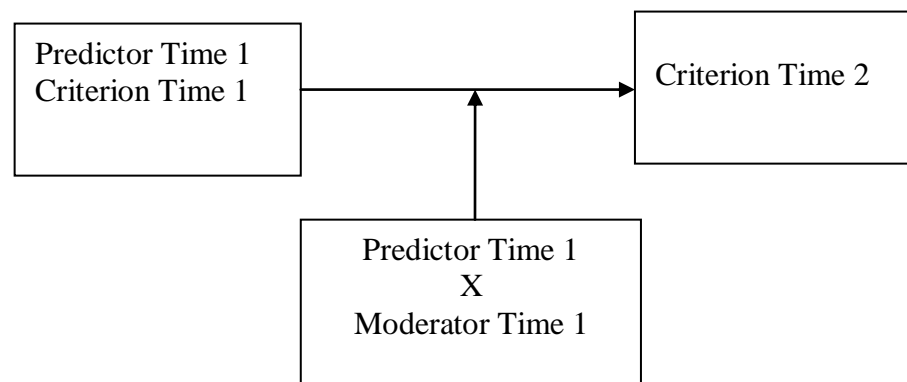 Predictor Time 1
Criterion Time 1
Criterion Time 2
Predictor Time 1
X
Moderator Time 1